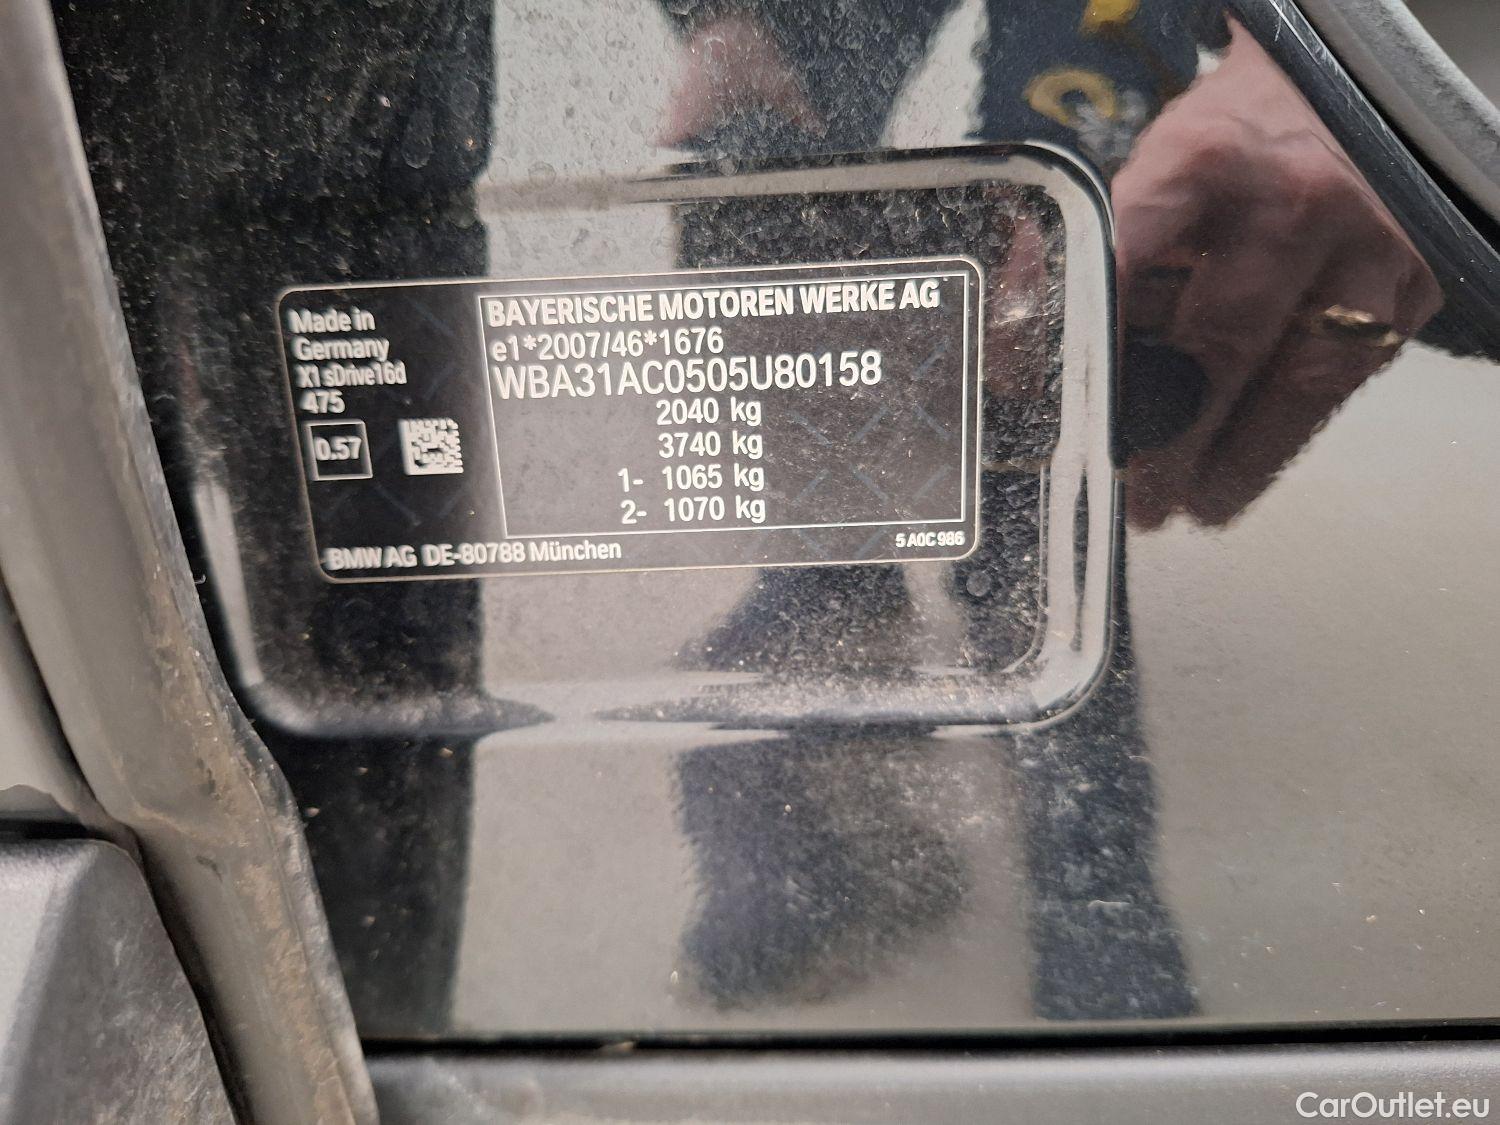 Made in
Germany
X1 sDrive16d
475
0.57
BAYERISCHE MOTOREN WERKE AG
e1*2007/46*1676
WBA31AC0505U80158
2040 kg
3740 kg
1- 1065 kg
2- 1070 kg
BMW AG DE-80788 München
5 A0C 986
CarOutlet.eu